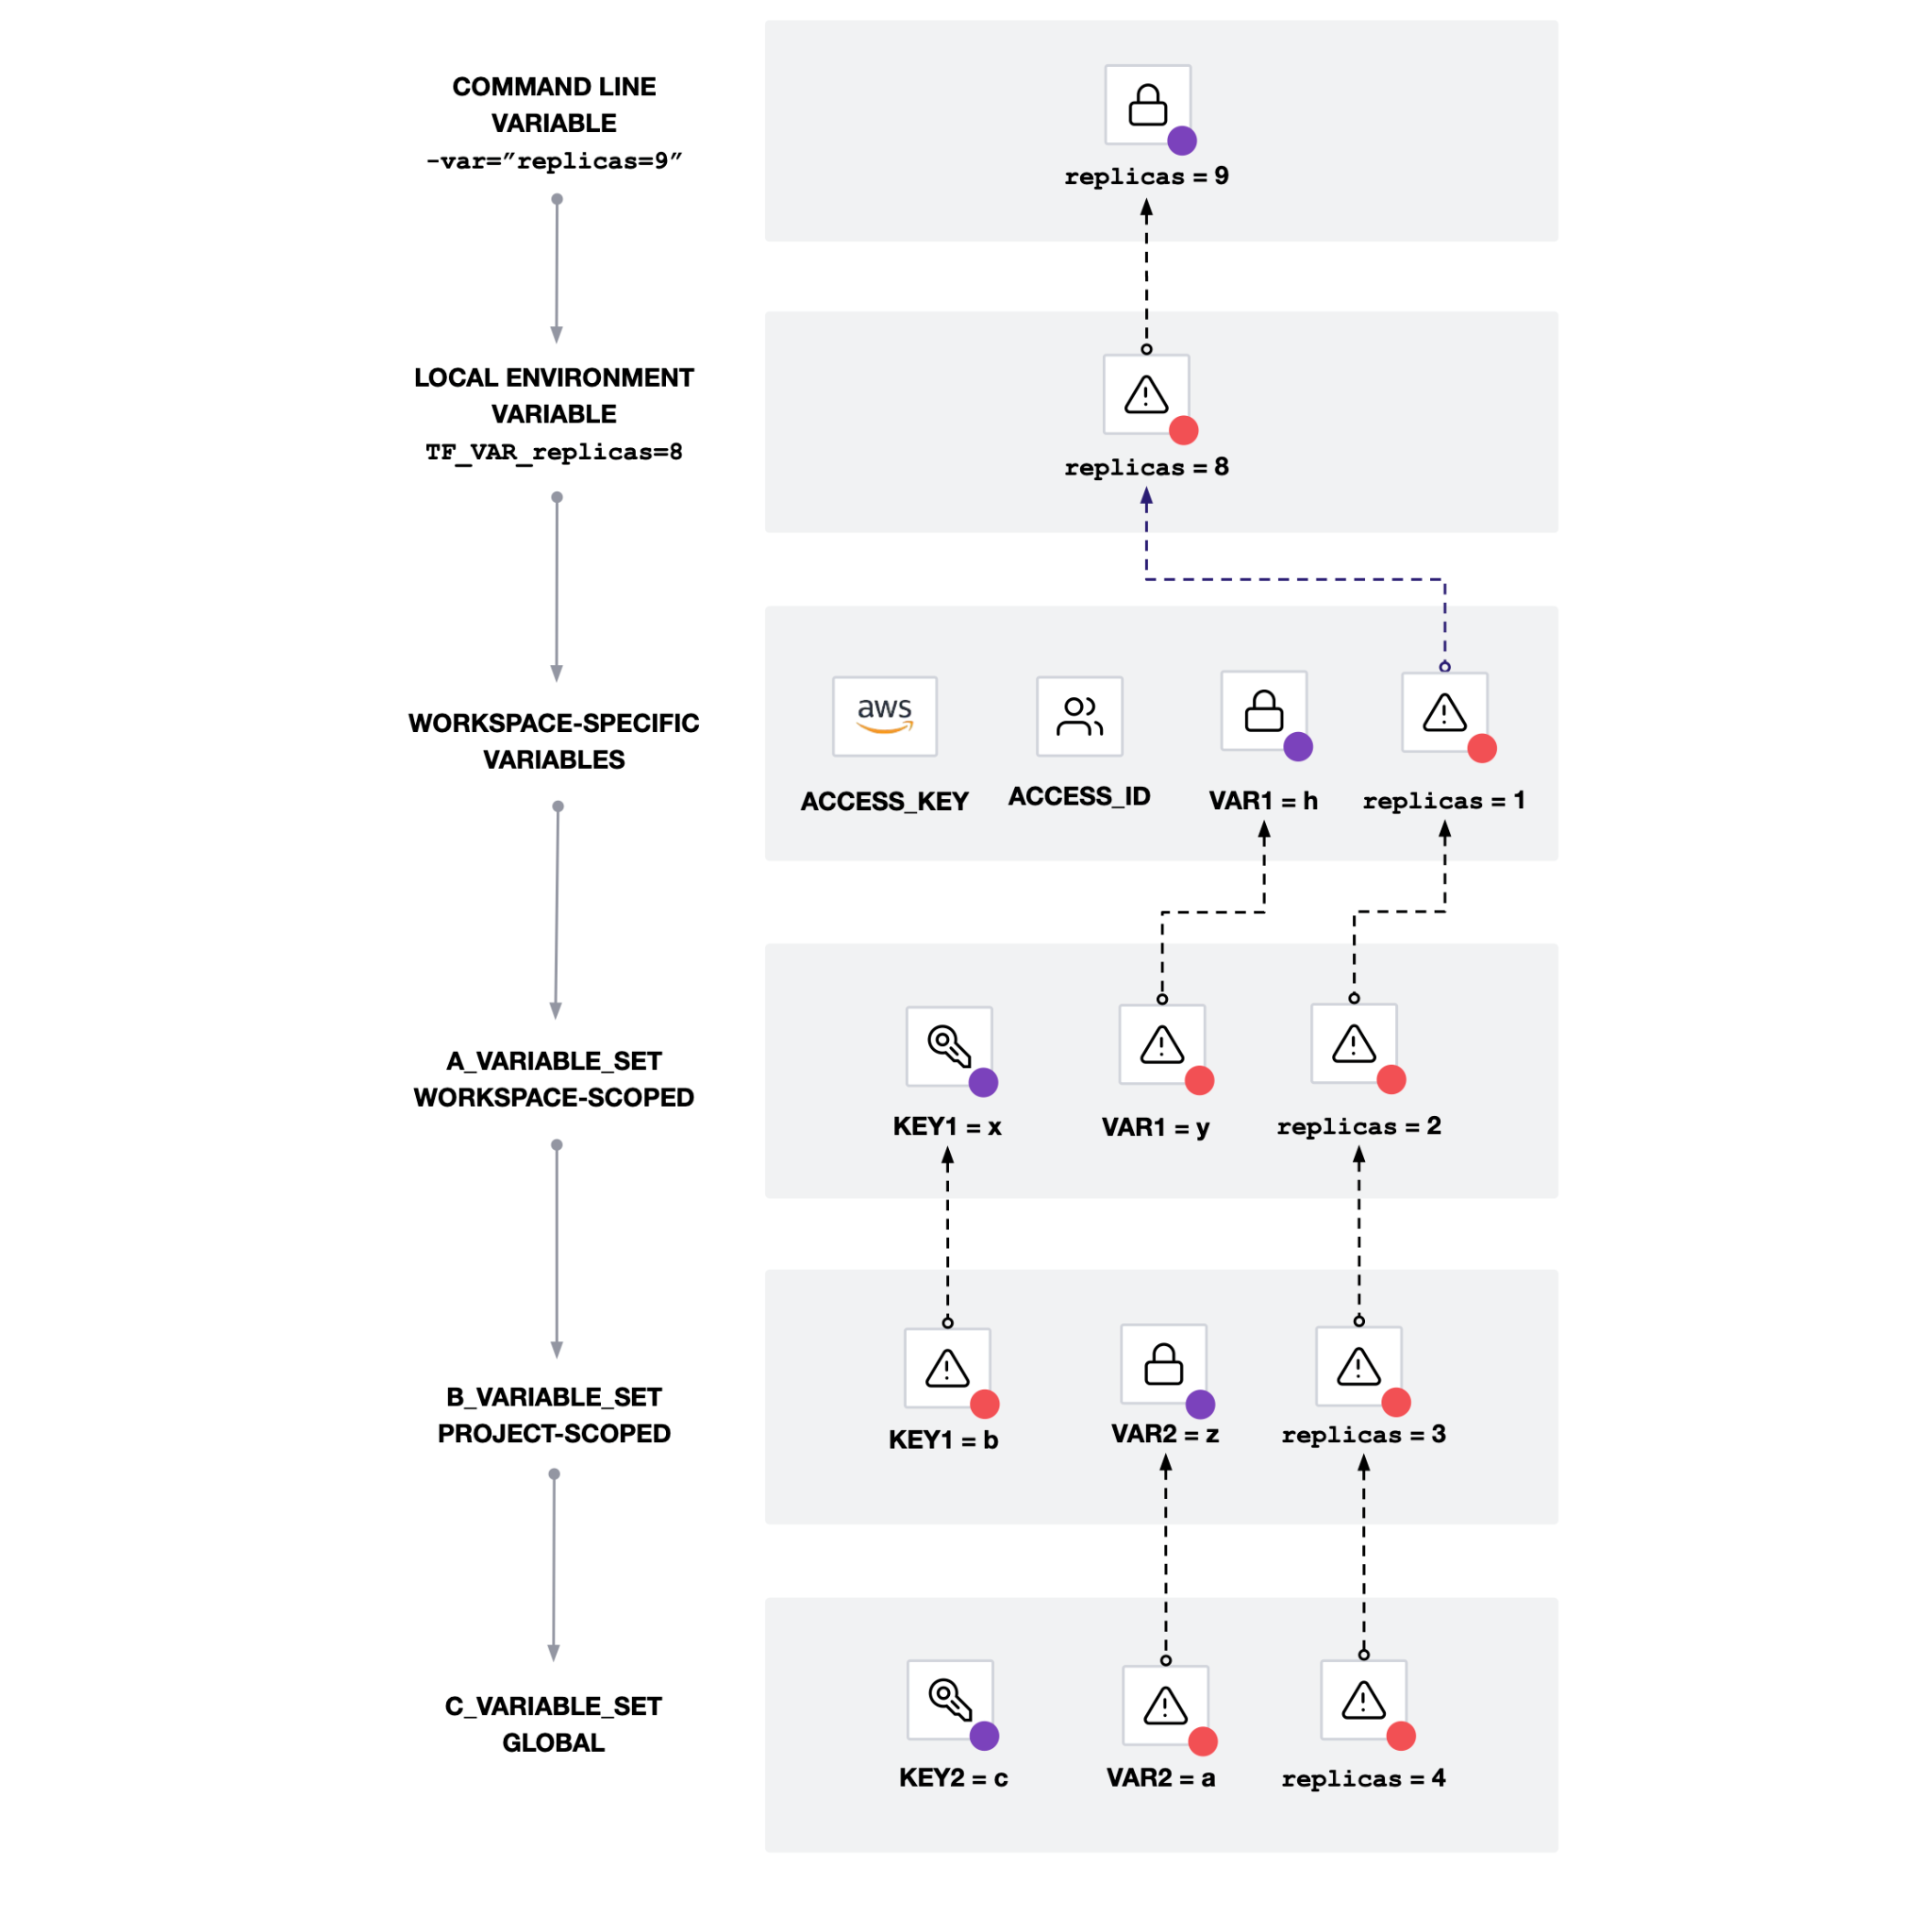 COMMAND LINE
VARIABLE
-var=”replicas=9”
replicas = 9
LOCAL ENVIRONMENT
VARIABLE
TF_VAR_replicas=8
replicas = 8
WORKSPACE-SPECIFIC
VARIABLES
aws
ACCESS_KEY
ACCESS_ID
VAR1 = h
replicas = 1
A_VARIABLE_SET
WORKSPACE-SCOPED
KEY1 = x
VAR1 = y
replicas = 2
B_VARIABLE_SET
PROJECT-SCOPED
KEY1 = b
VAR2 = z
replicas = 3
C_VARIABLE_SET
GLOBAL
KEY2 = c
VAR2 = a
replicas = 4